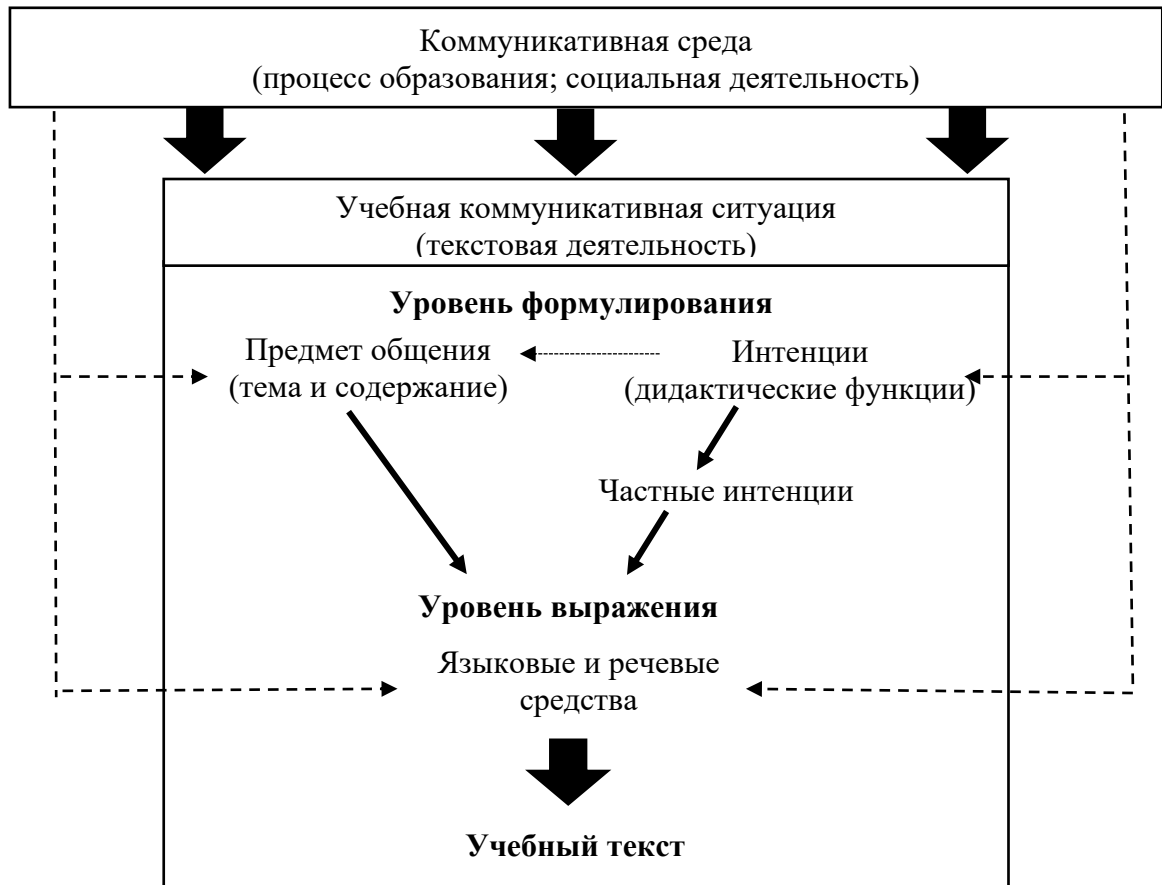 Коммуникативная среда
(процесс образования; социальная деятельность)
Учебная коммуникативная ситуация
(текстовая деятельность)
Уровень формулирования
Предмет общения
(тема и содержание)
Интенции
(дидактические функции)
Частные интенции
Уровень выражения
Языковые и речевые
средства
Учебный текст